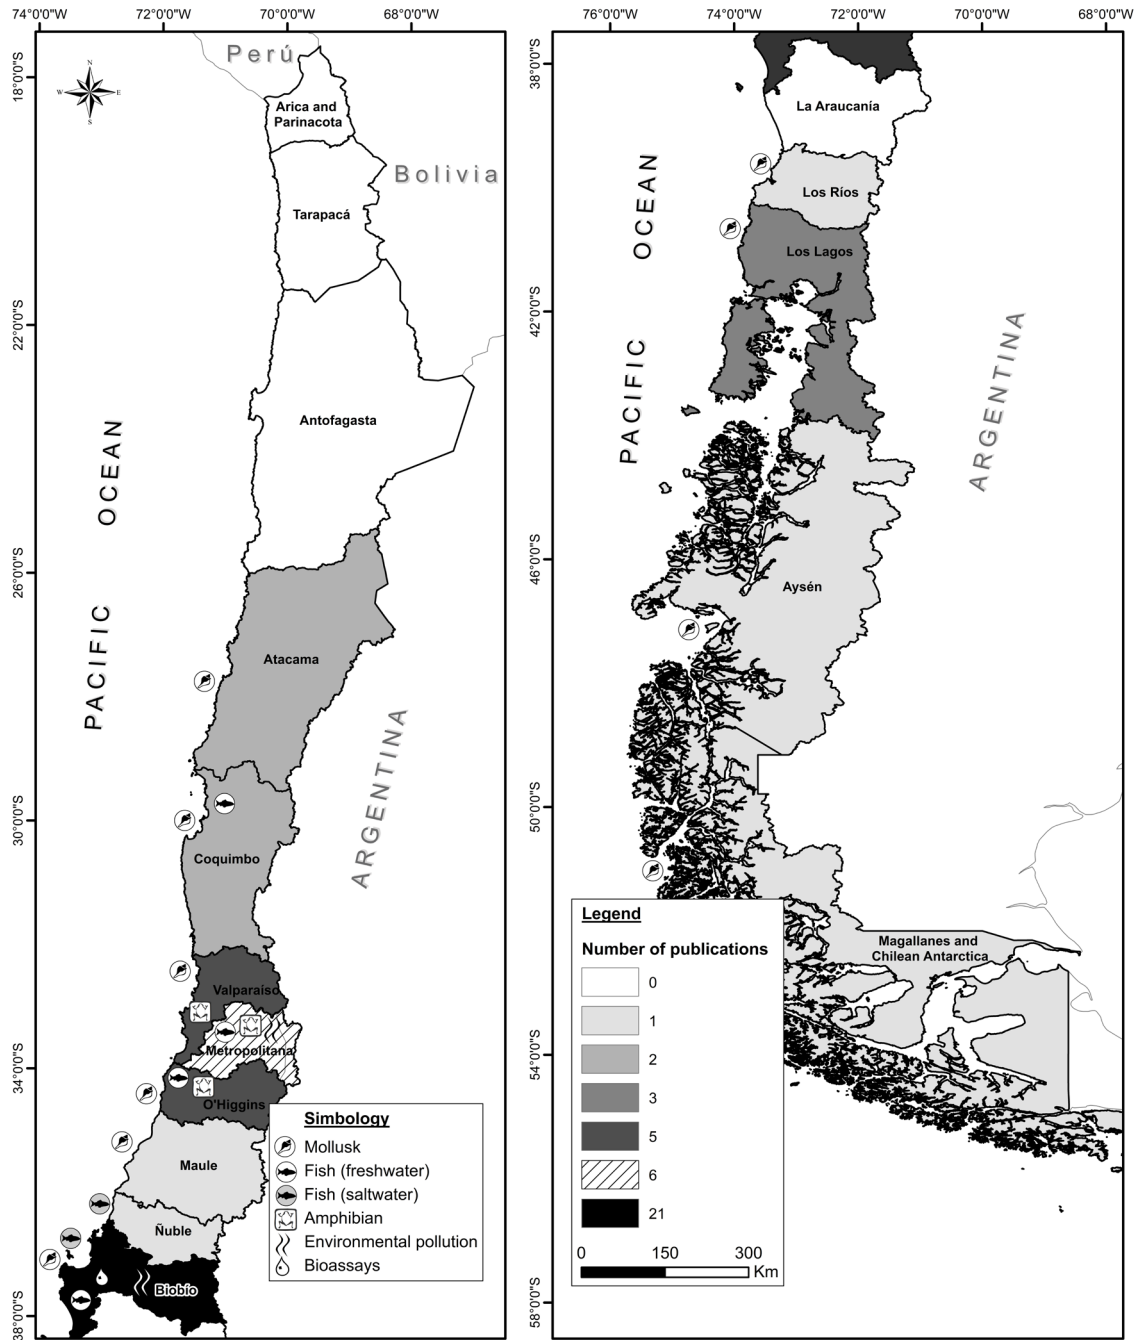 74°0'0"W
72°0'0"W
70°0'0"W
68°0'0"W
18°0'0"S
22°0'0"S
26°0'0"S
30°0'0"S
34°0'0"S
38°0'0"S
N
W
E
S
Perú
Arica and
Parinacota
Bolivia
Tarapacá
Antofagasta
PACIFIC OCEAN
Atacama
ARGENTINA
Coquimbo
Valparaíso
Metropolitana
O'Higgins
Maule
Ñuble
Biobío
Simbology
Mollusk
Fish (freshwater)
Fish (saltwater)
Amphibian
Environmental pollution
Bioassays
76°0'0"W
74°0'0"W
72°0'0"W
70°0'0"W
68°0'0"W
38°0'0"S
42°0'0"S
46°0'0"S
50°0'0"S
54°0'0"S
58°0'0"S
La Araucanía
Los Ríos
Los Lagos
PACIFIC OCEAN
ARGENTINA
Aysén
Magallanes and
Chilean Antarctica
Legend
Number of publications
0
1
2
3
5
6
21
0 150 300
Km